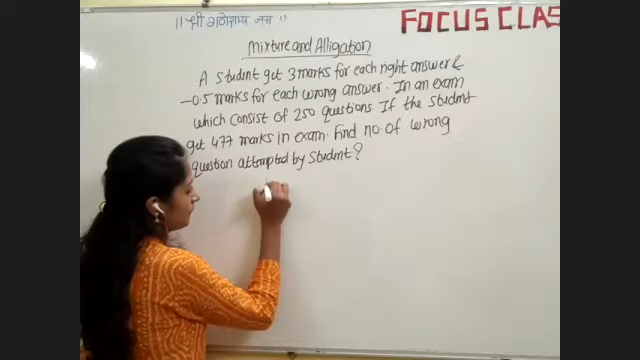 ।। श्री गणेशाय नमः ।।
FOCUS CLAS
Mixture and Alligation
A student get 3 marks for each right answer &
-0.5 marks for each wrong answer. In an exam
which consist of 250 questions. If the student
get 477 marks in exam. Find no. of wrong
question attempted by student?